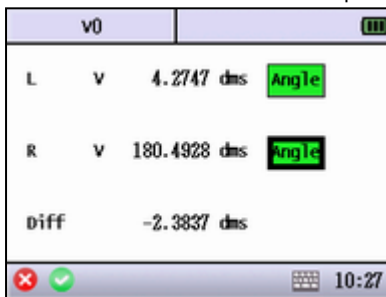 V0
L V 4.2747 dms Angle
R V 180.4928 dms Angle
Diff -2.3837 dms
10:27